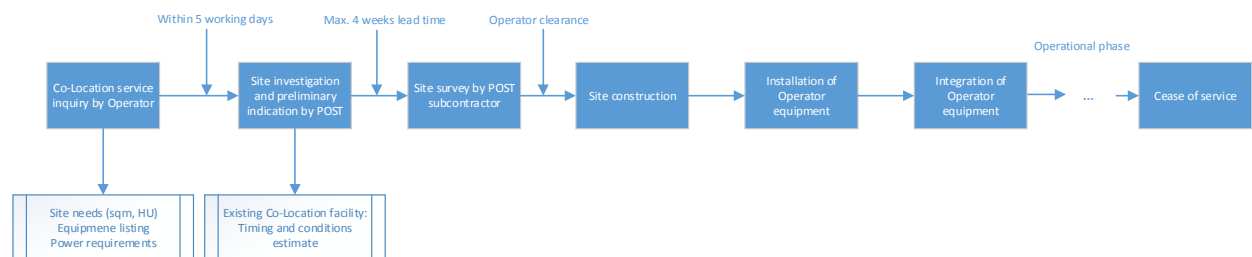 Within 5 working days
Max. 4 weeks lead time
Operator clearance
Operational phase
Co-Location service
inquiry by Operator
Site investigation
and preliminary
indication by POST
Site survey by POST
subcontractor
Site construction
Installation of
Operator
equipment
Integration of
Operator
equipment
...
Cease of service
Site needs (sqm, HU)
Equipmene listing
Power requirements
Existing Co-Location facility:
Timing and conditions
estimate